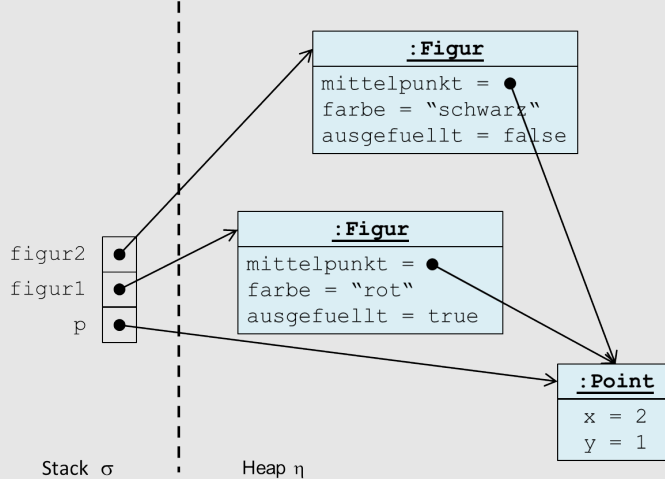 :Figur
mittelpunkt =
farbe = “schwarz“
ausgefuellt = false
:Figur
mittelpunkt =
farbe = “rot“
ausgefuellt = true
figur2
figur1
p
:Point
x = 2
y = 1
Stack σ
Heap η